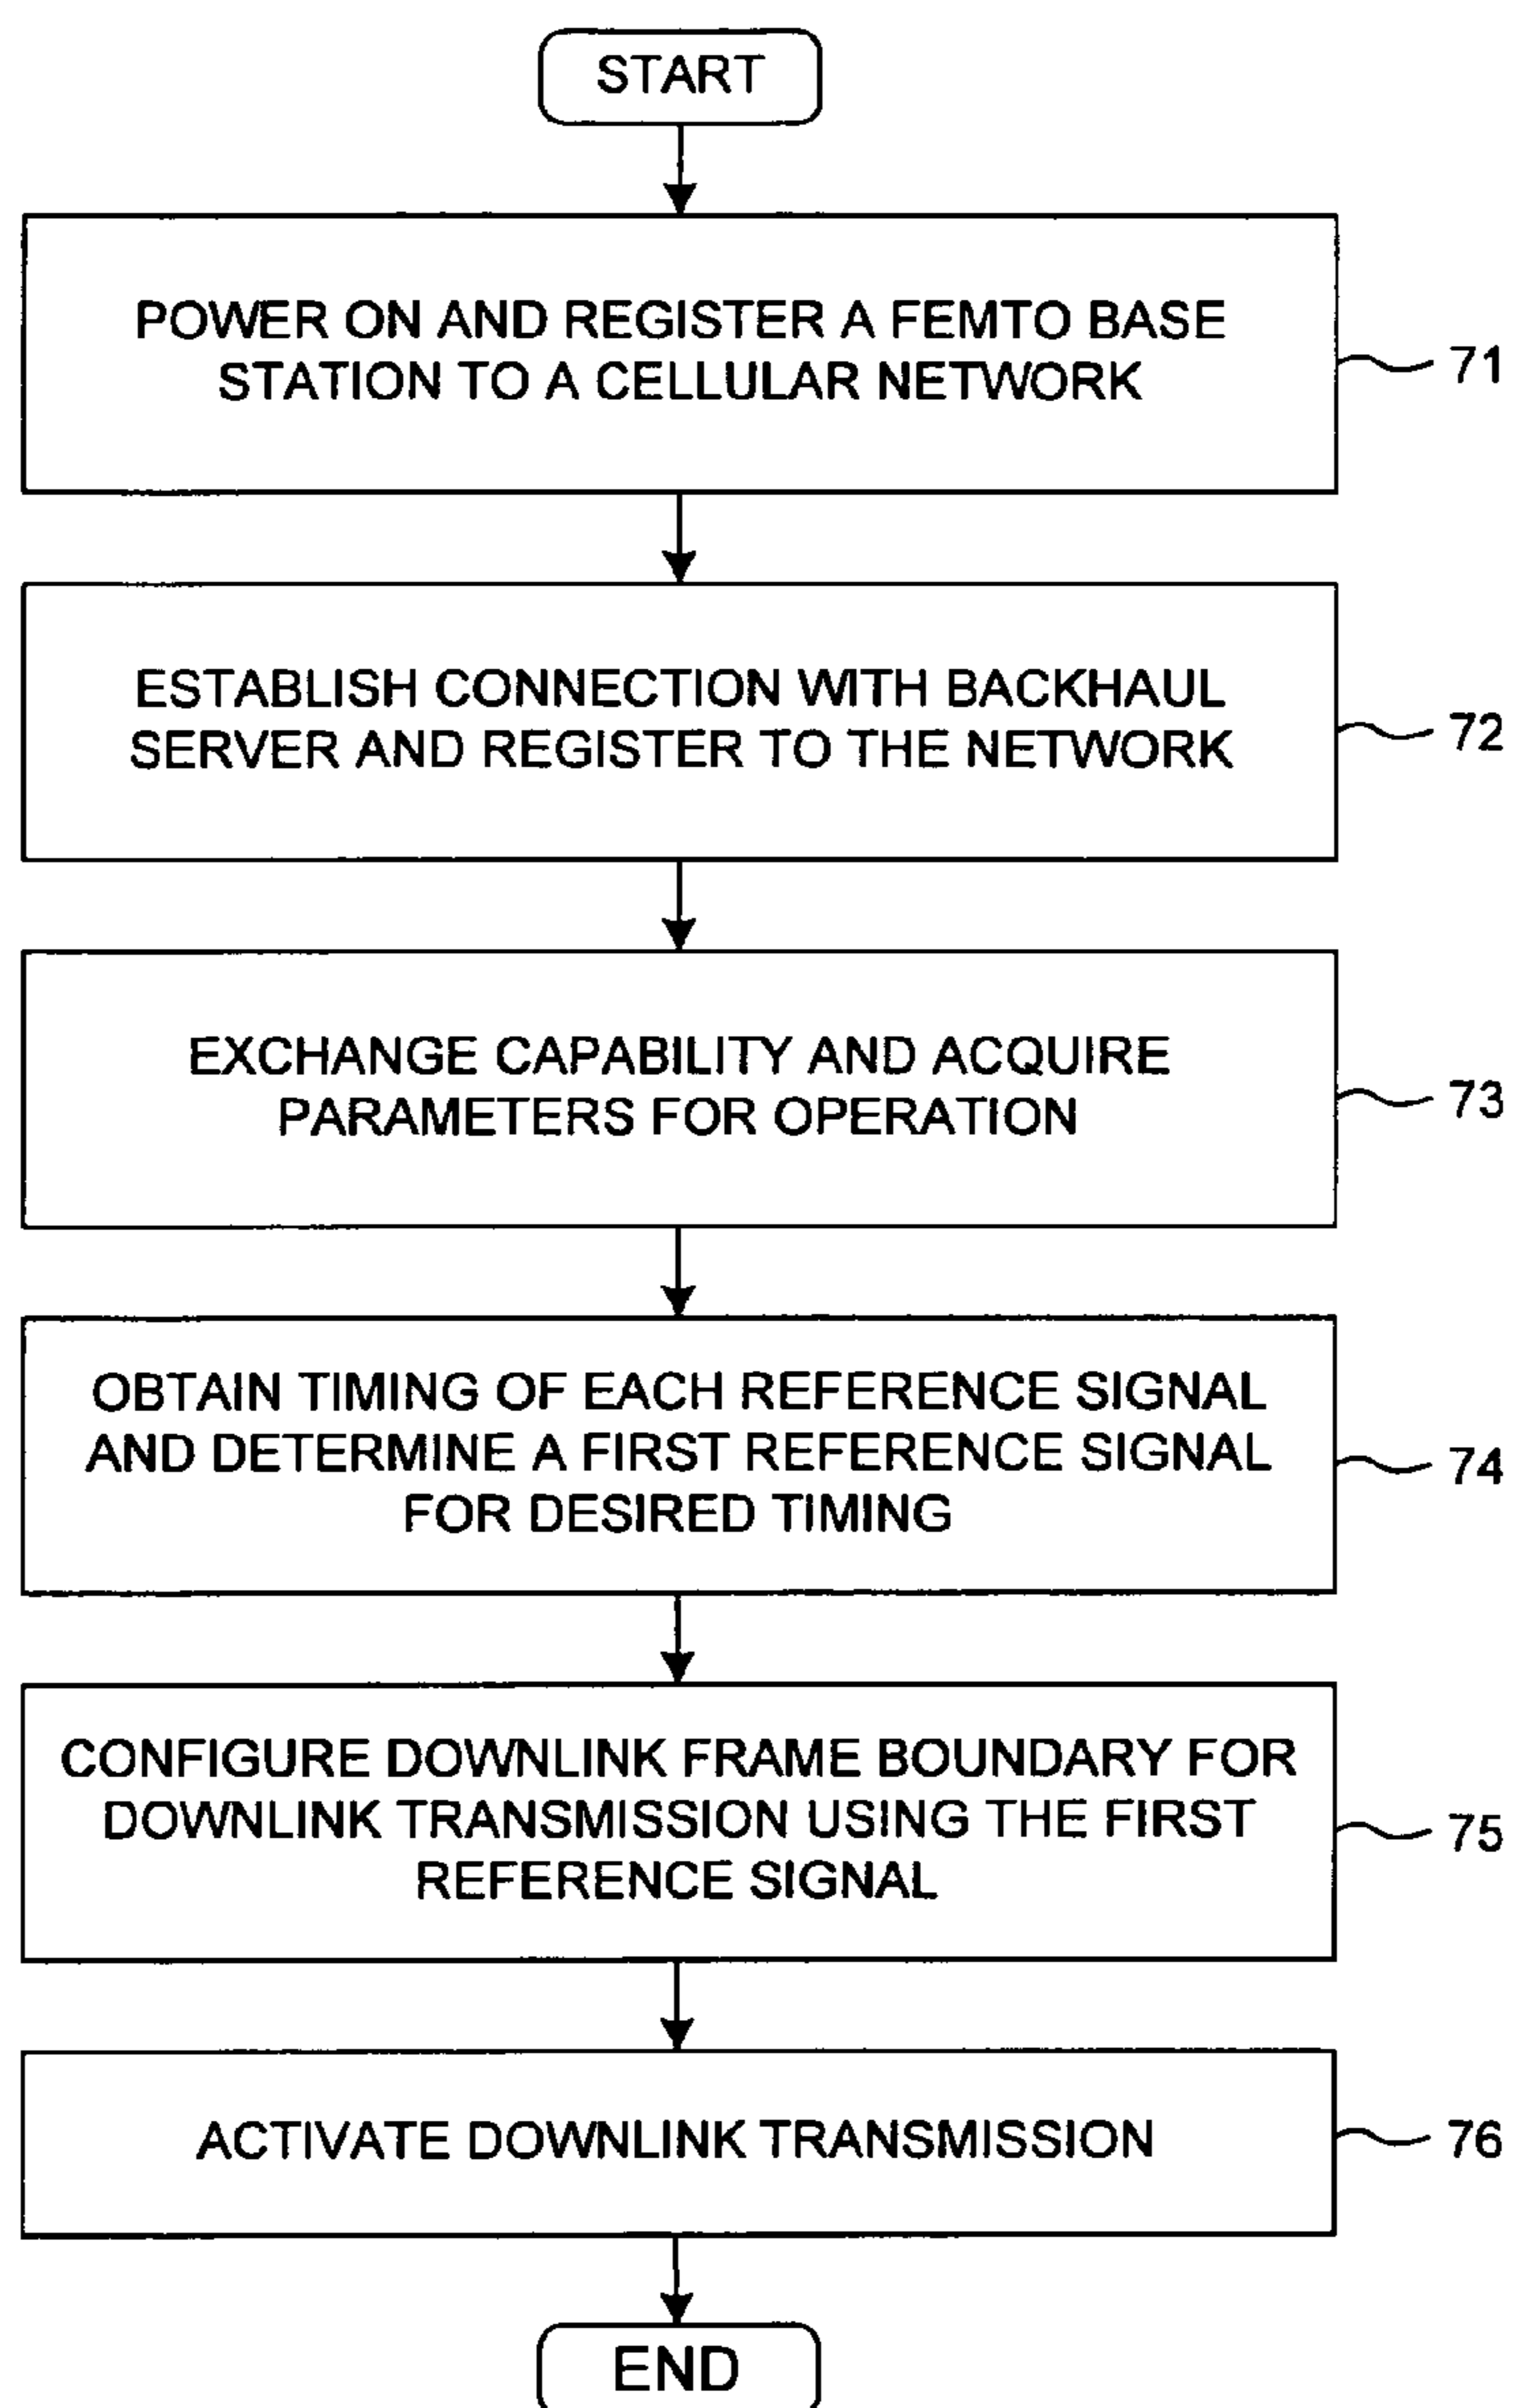 START
POWER ON AND REGISTER A FEMTO BASE
STATION TO A CELLULAR NETWORK
71
ESTABLISH CONNECTION WITH BACKHAUL
SERVER AND REGISTER TO THE NETWORK
72
EXCHANGE CAPABILITY AND ACQUIRE
PARAMETERS FOR OPERATION
73
OBTAIN TIMING OF EACH REFERENCE SIGNAL
AND DETERMINE A FIRST REFERENCE SIGNAL
FOR DESIRED TIMING
74
CONFIGURE DOWNLINK FRAME BOUNDARY FOR
DOWNLINK TRANSMISSION USING THE FIRST
REFERENCE SIGNAL
75
ACTIVATE DOWNLINK TRANSMISSION
76
END